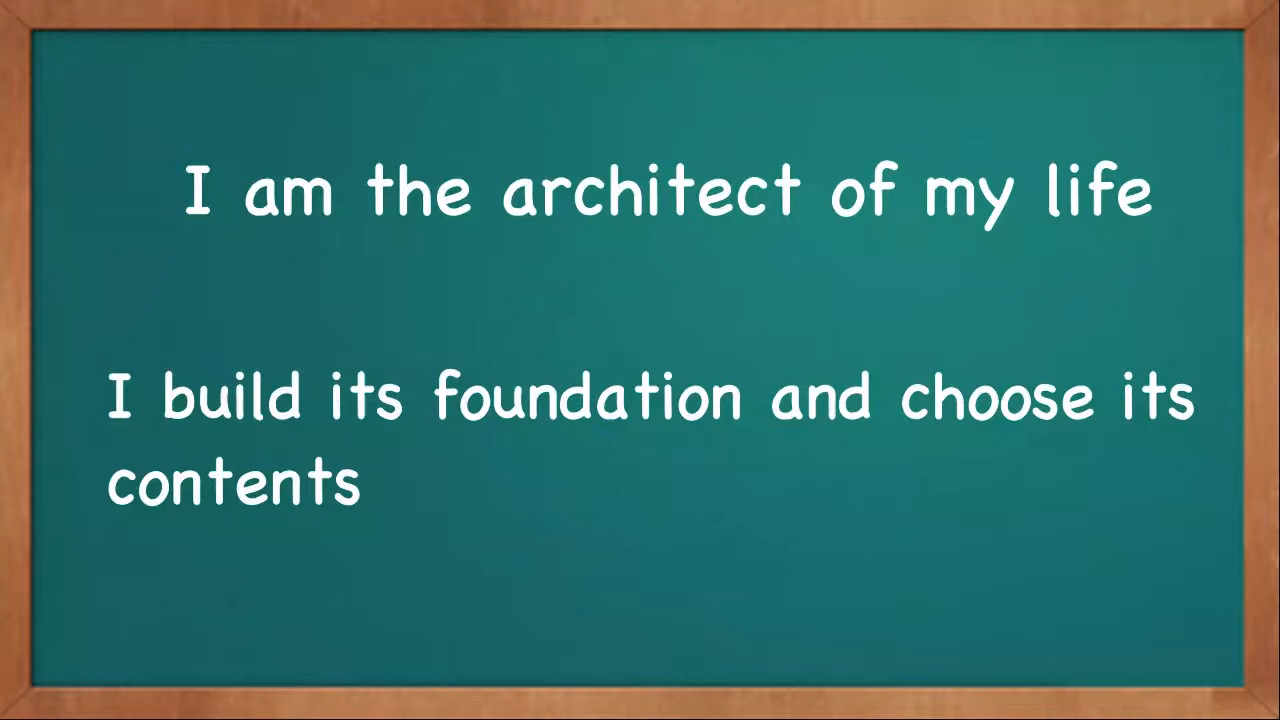 I am the architect of my life
I build its foundation and choose its
contents